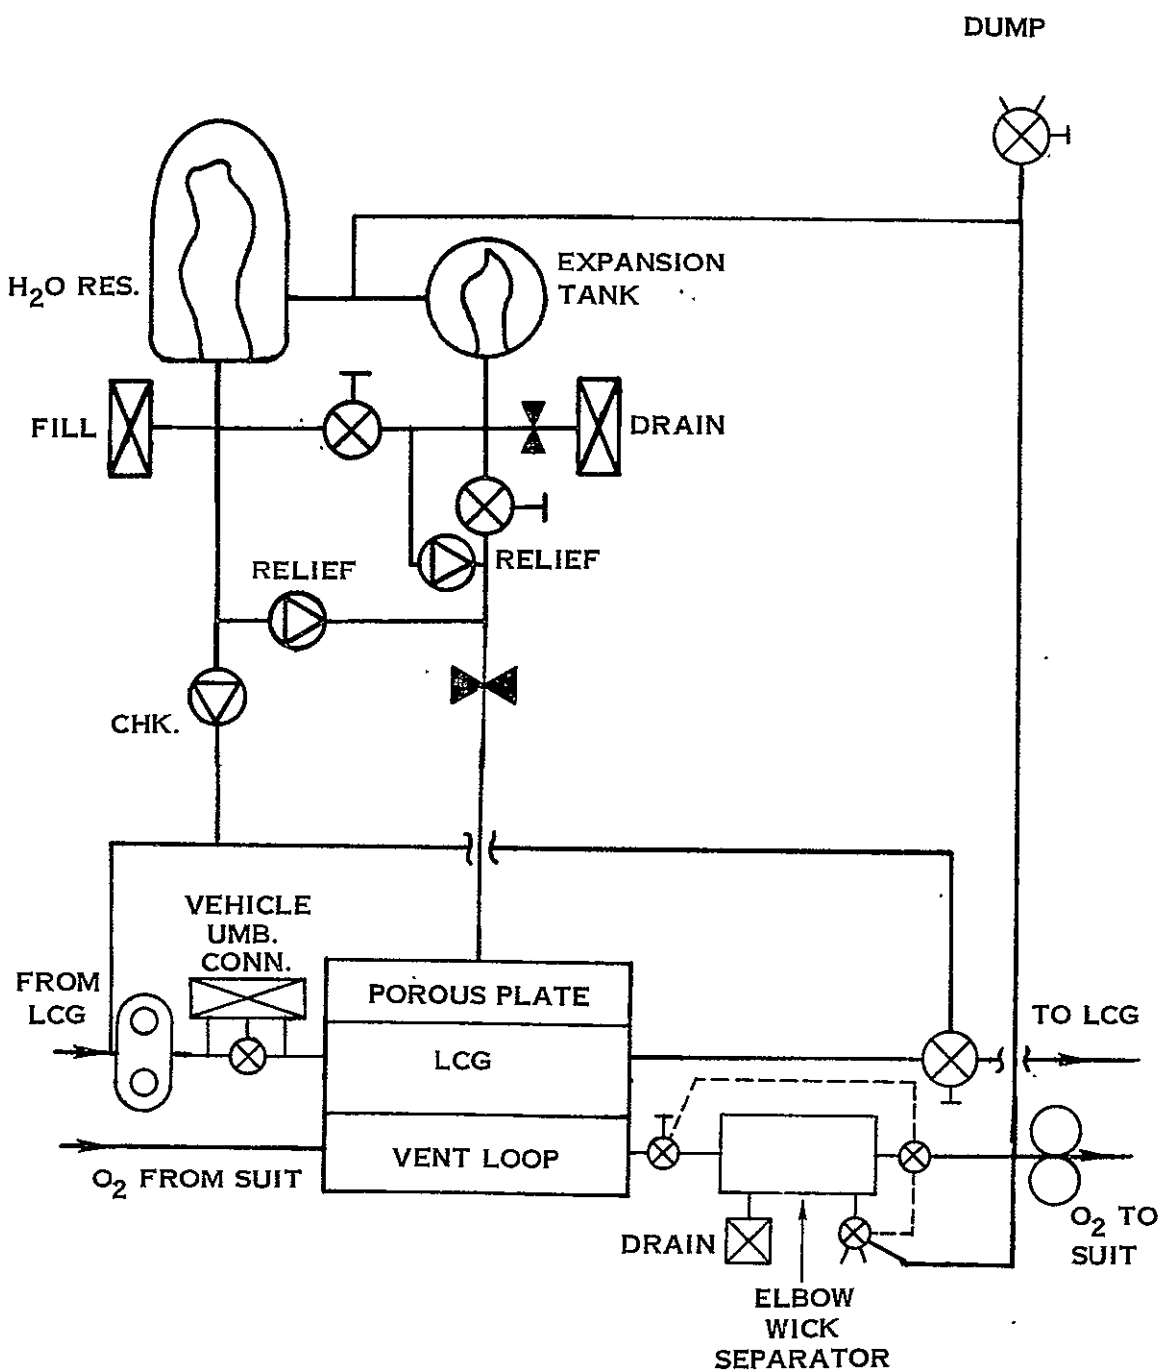 DUMP
EXPANSION
TANK
H₂O RES.
FILL
DRAIN
RELIEF
RELIEF
CHK.
VEHICLE
UMB.
CONN.
FROM
LCG
POROUS PLATE
LCG
TO LCG
VENT LOOP
O₂ FROM SUIT
DRAIN
O₂ TO
SUIT
ELBOW
WICK
SEPARATOR